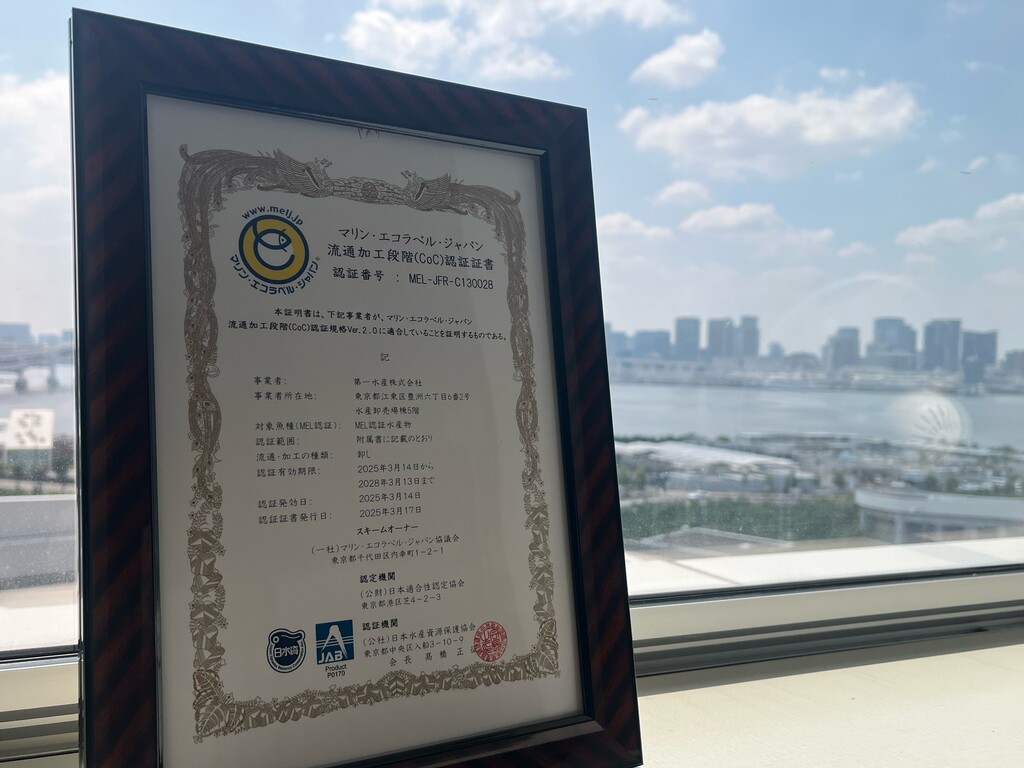 www.melj.jp
マリン・エコラベル・ジャパン®
マリン・エコラベル・ジャパン
流通加工段階(CoC)認証証書
認証番号 : MEL-JFR-C130028
本証明書は、下記事業者が、マリン・エコラベル・ジャパン
流通加工段階(CoC)認証規格Ver.2.0に適合していることを証明するものである。
記
事業者: 第一水産株式会社
事業者所在地: 東京都江東区豊洲六丁目6番2号
水産卸売場棟5階
対象魚種(MEL認証): MEL認証水産物
認証範囲: 附属書に記載のとおり
流通・加工の種類: 卸し
認証有効期限: 2025年3月14日から
2028年3月13日まで
認証発効日: 2025年3月14日
認証証書発行日: 2025年3月17日
スキームオーナー
(一社)マリン・エコラベル・ジャパン協議会
東京都千代田区内幸町1-2-1
認定機関
(公財)日本適合性認定協会
東京都港区芝4-2-3
認証機関
(公社)日本水産資源保護協会
東京都中央区入船3-10-9
会長 高橋正
日水資
JAB
Product
P0170